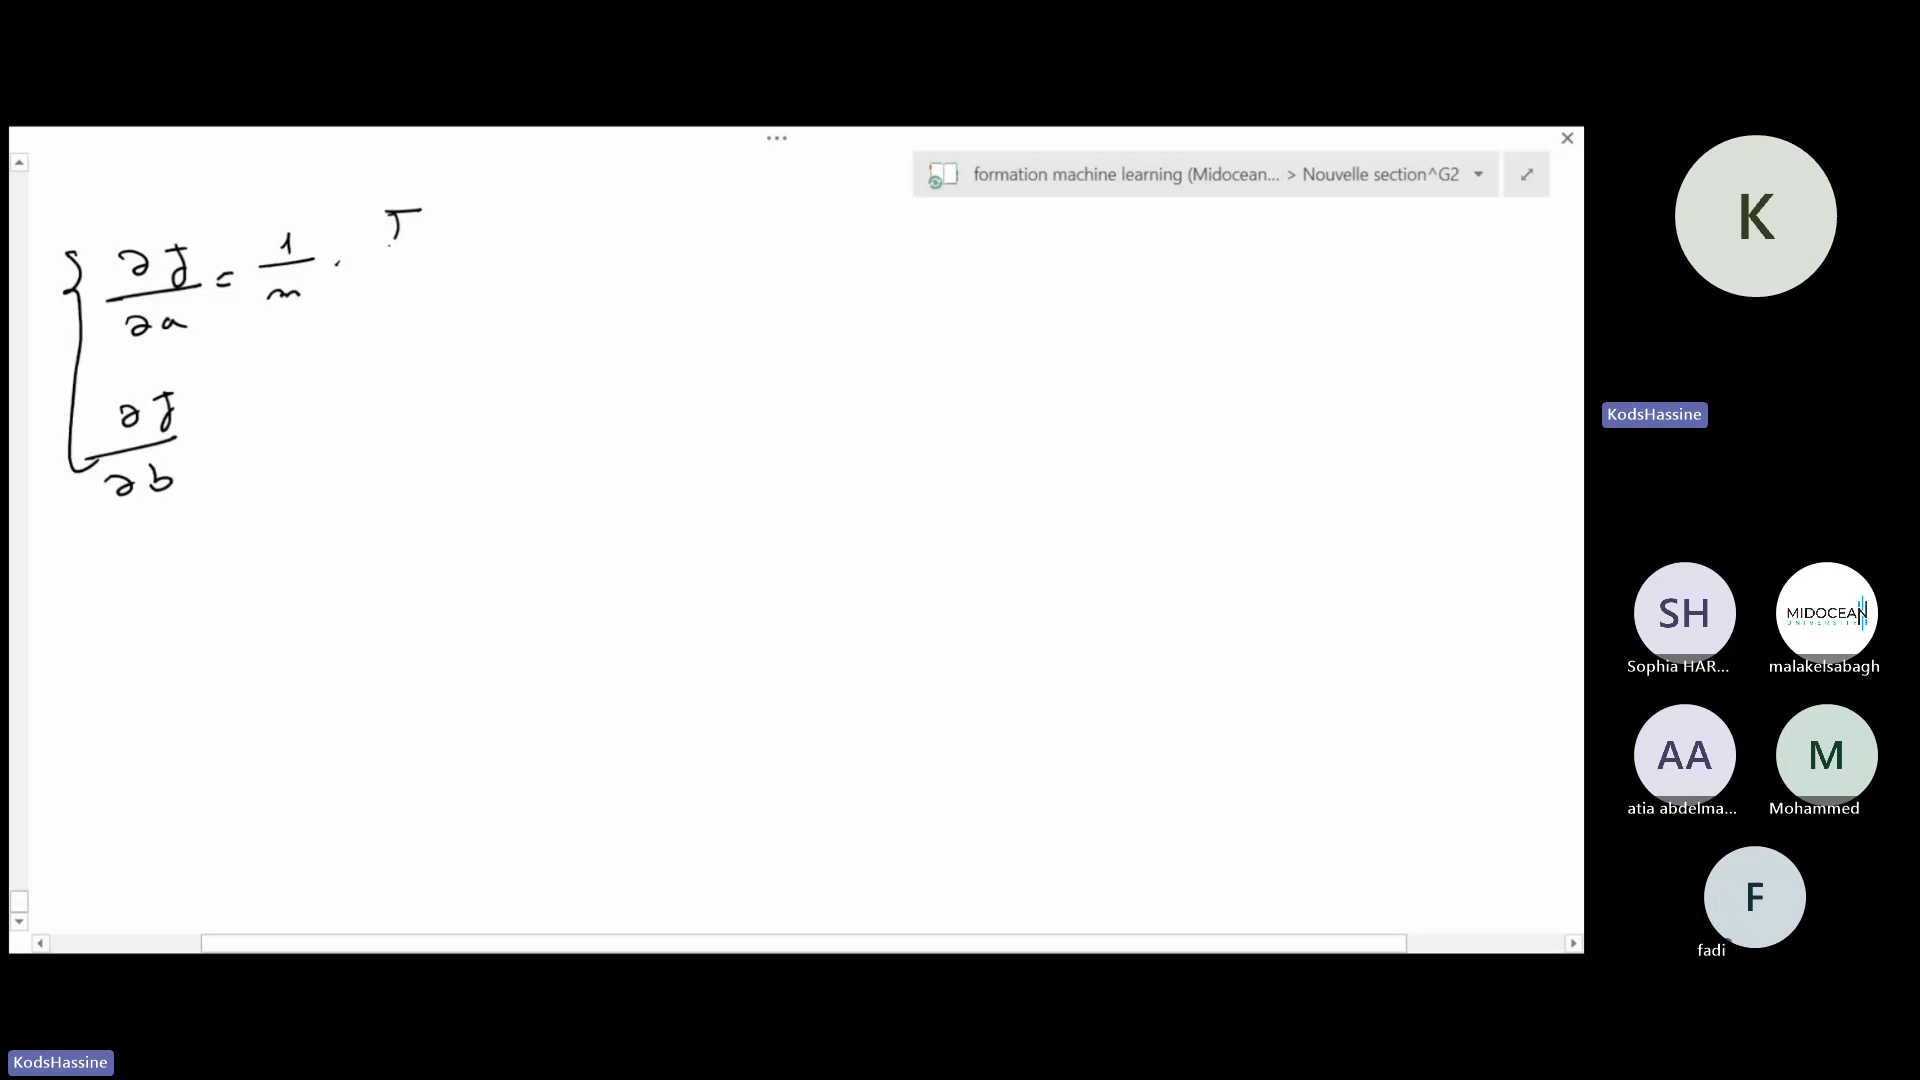 formation machine learning (Midocean... > Nouvelle section^G2
∂J/∂a = 1/m .
∂J/∂b
K
KodsHassine
SH
Sophia HAR...
MIDOCEAN
UNIVERSITY
malakelsabagh
AA
atia abdelma...
M
Mohammed
F
fadi
KodsHassine